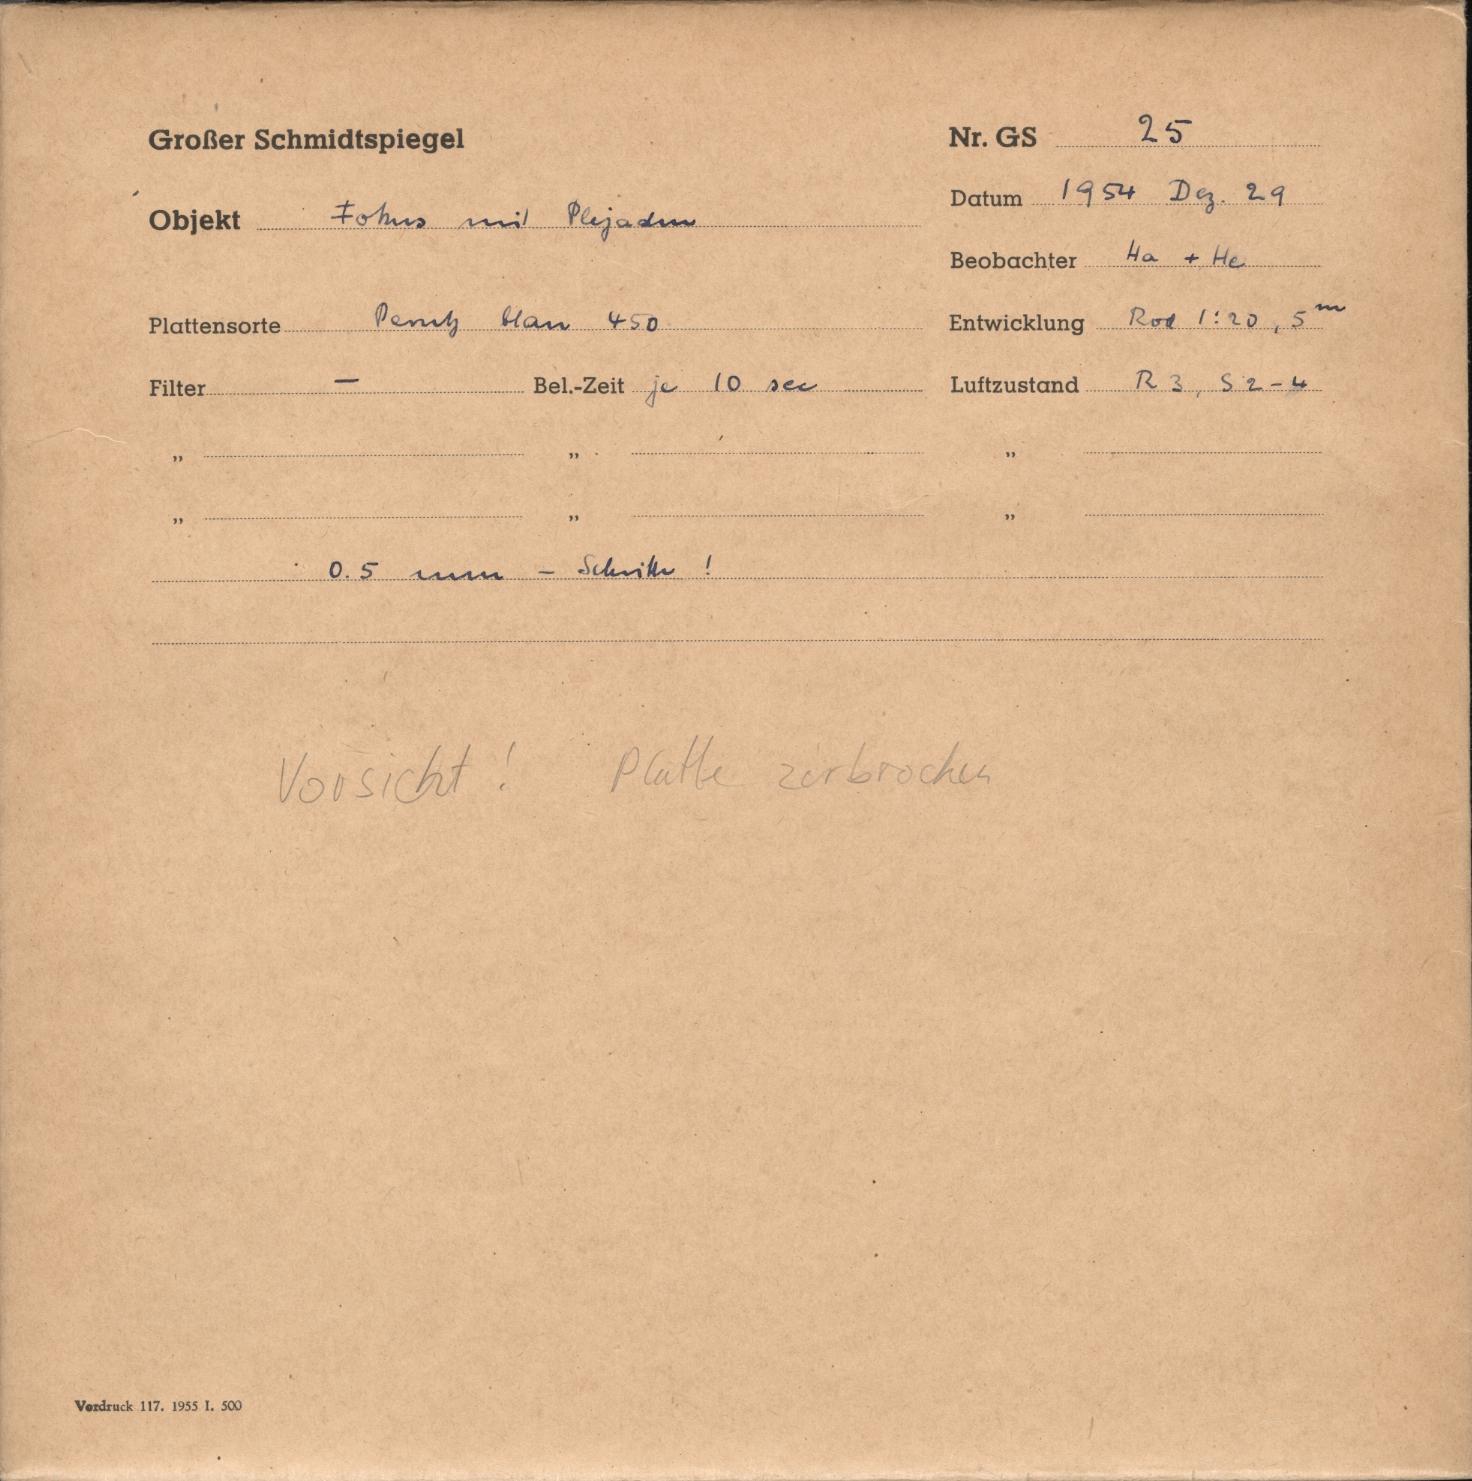 Großer Schmidtspiegel
Nr. GS 25
Datum 1954 Dez. 29
Objekt Fokus mit Plejaden
Beobachter Ha + He
Plattensorte Perutz blau 450
Entwicklung Rod 1:20, 5ᵐ
Filter — Bel.-Zeit je 10 sec Luftzustand R 3, S 2-4
„ „ „
„ „ „
0.5 mm – Schritte !
Vorsicht ! Platte zerbrochen
Vordruck 117. 1955 I. 500